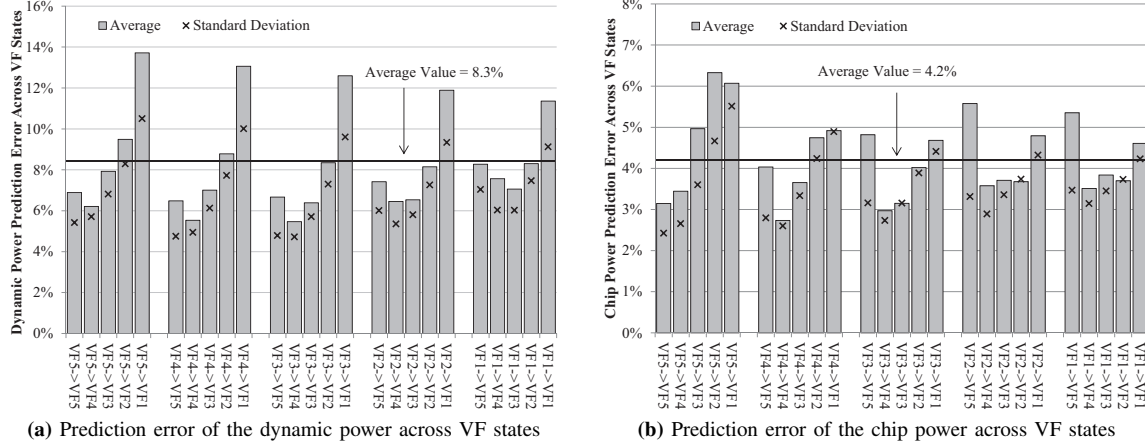 Dynamic Power Prediction Error Across VF States
16%
14%
12%
10%
8%
6%
4%
2%
0%
Average
Standard Deviation
Average Value = 8.3%
VF5->VF5
VF5->VF4
VF5->VF3
VF5->VF2
VF5->VF1
VF4->VF5
VF4->VF4
VF4->VF3
VF4->VF2
VF4->VF1
VF3->VF5
VF3->VF4
VF3->VF3
VF3->VF2
VF3->VF1
VF2->VF5
VF2->VF4
VF2->VF3
VF2->VF2
VF2->VF1
VF1->VF5
VF1->VF4
VF1->VF3
VF1->VF2
VF1->VF1
(a) Prediction error of the dynamic power across VF states
Chip Power Prediction Error Across VF States
8%
7%
6%
5%
4%
3%
2%
1%
0%
Average
Standard Deviation
Average Value = 4.2%
VF5->VF5
VF5->VF4
VF5->VF3
VF5->VF2
VF5->VF1
VF4->VF5
VF4->VF4
VF4->VF3
VF4->VF2
VF4->VF1
VF3->VF5
VF3->VF4
VF3->VF3
VF3->VF2
VF3->VF1
VF2->VF5
VF2->VF4
VF2->VF3
VF2->VF2
VF2->VF1
VF1->VF5
VF1->VF4
VF1->VF3
VF1->VF2
VF1->VF1
(b) Prediction error of the chip power across VF states